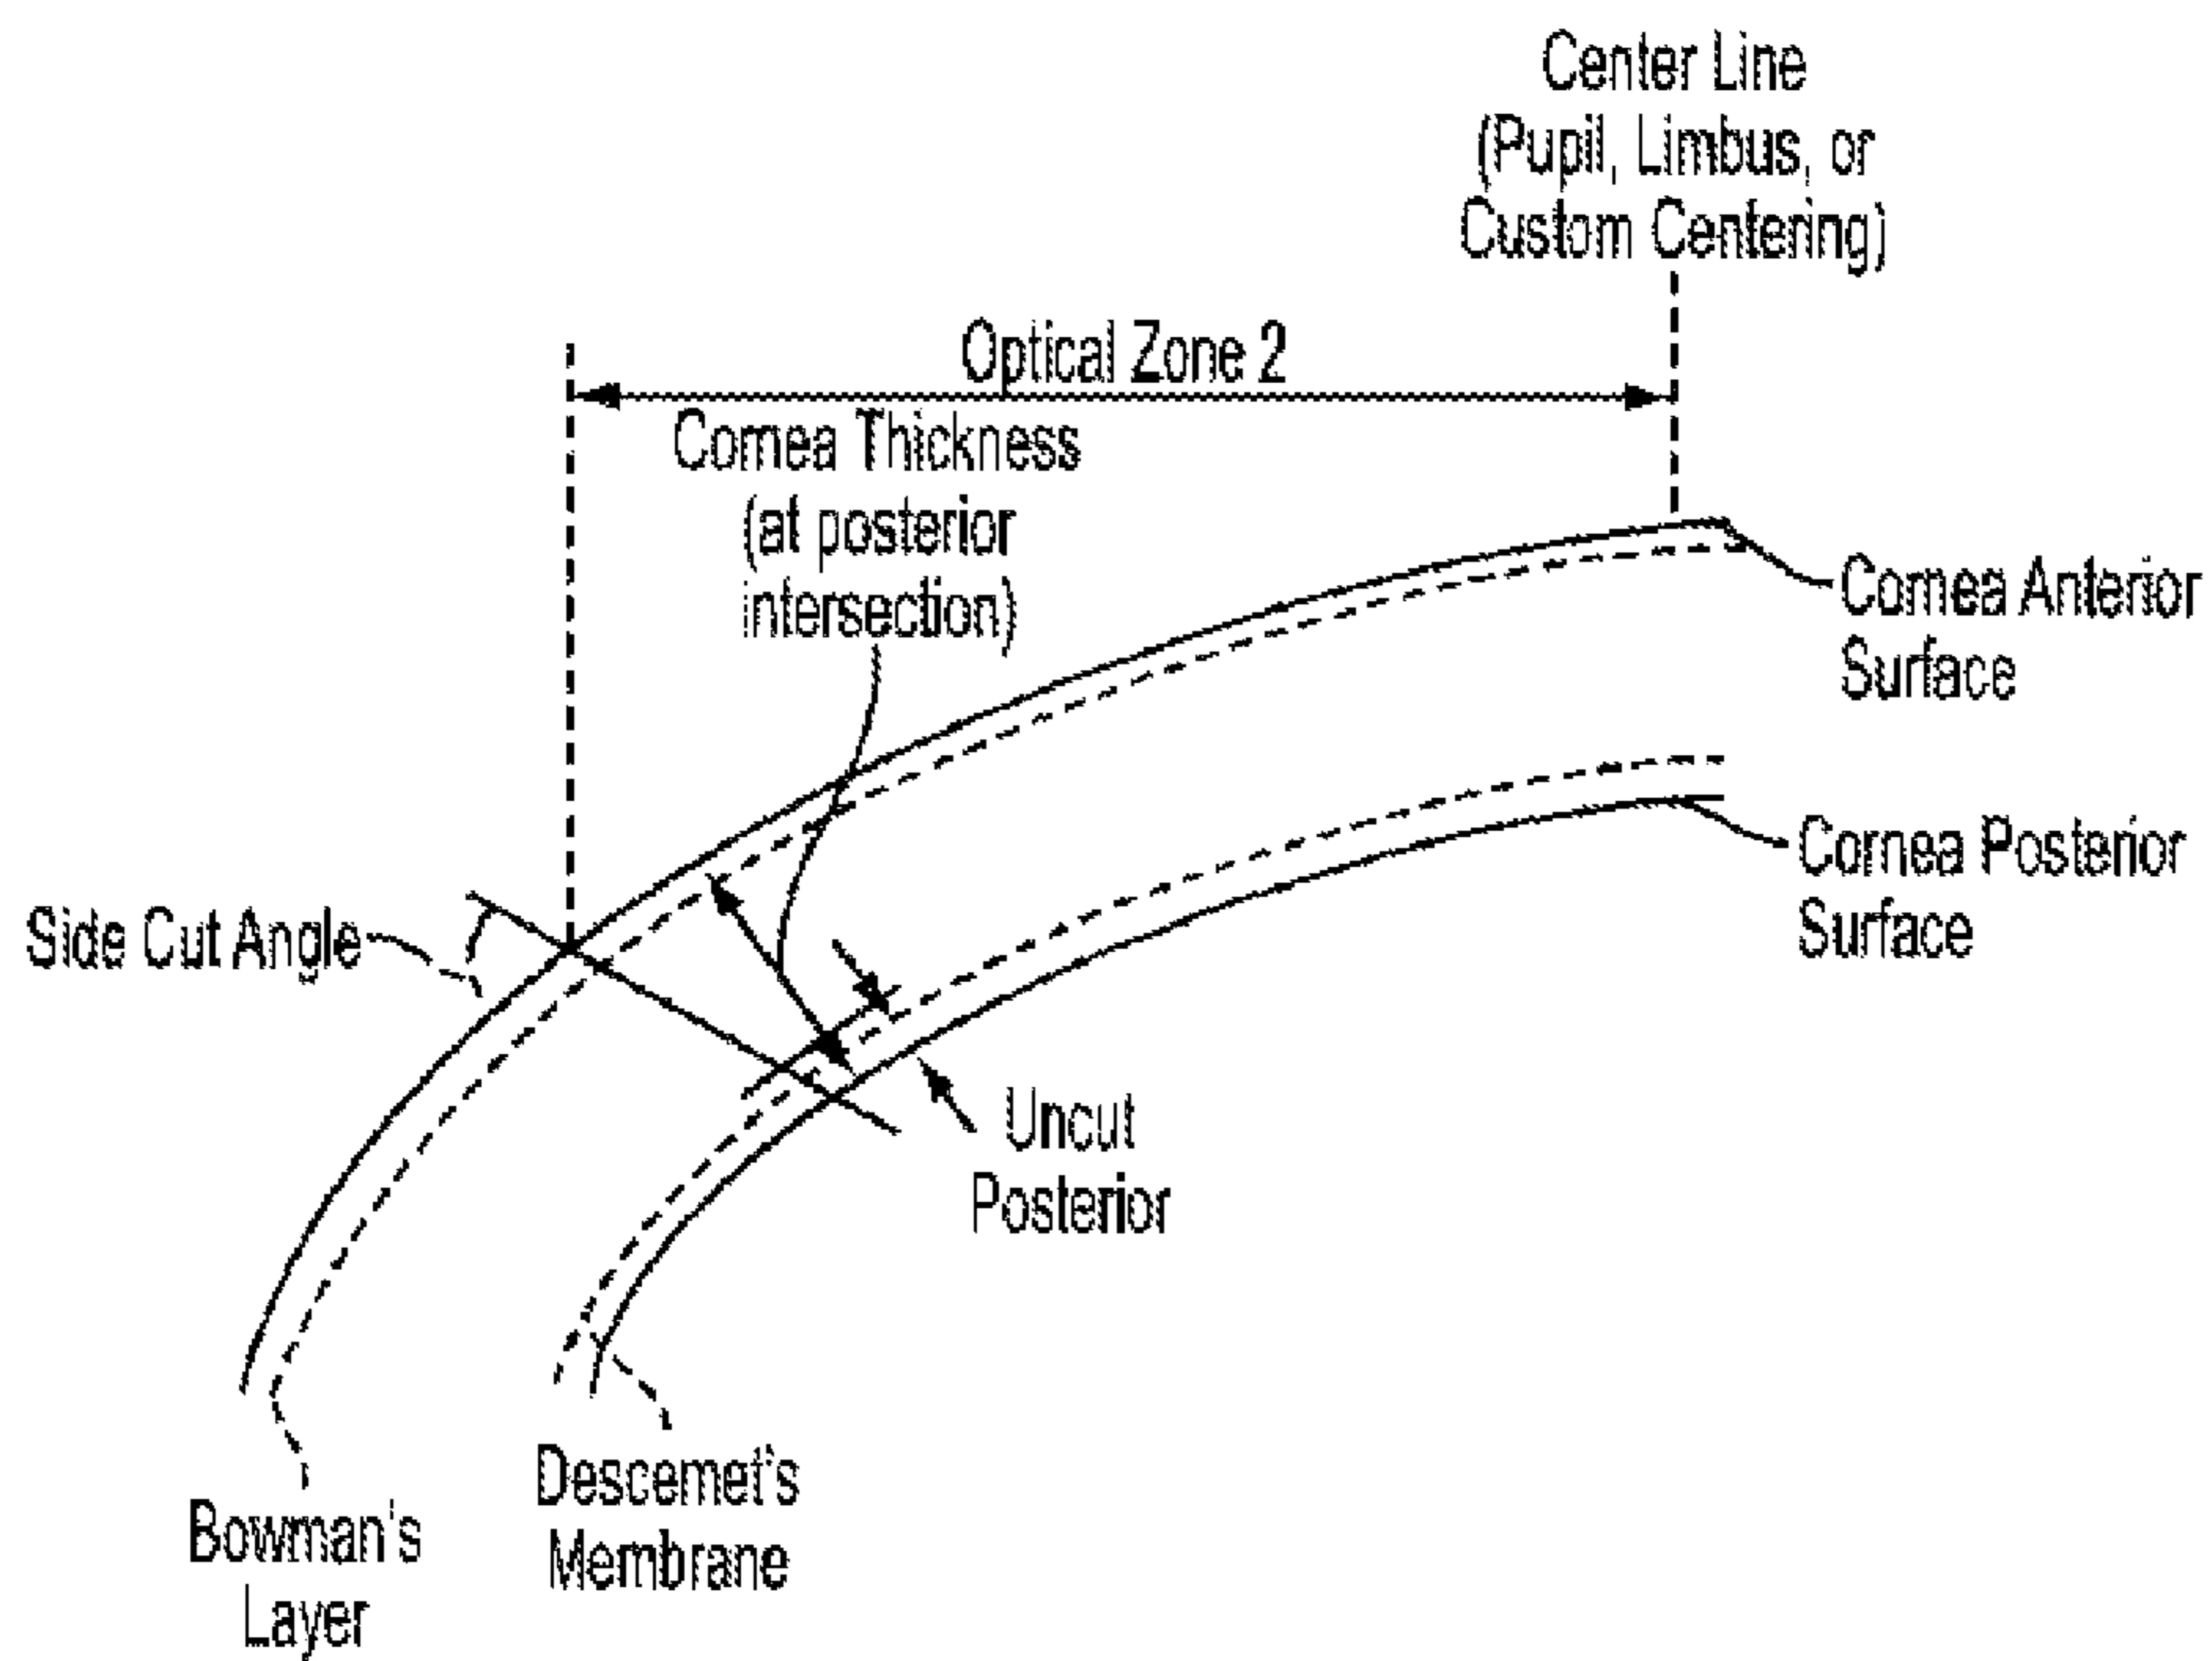 Center Line
(Pupil, Limbus, or
Custom Centering)
Optical Zone 2
Cornea Thickness
(at posterior
intersection)
Cornea Anterior
Surface
Cornea Posterior
Surface
Side Cut Angle
Uncut
Posterior
Descemet's
Membrane
Bowman's
Layer